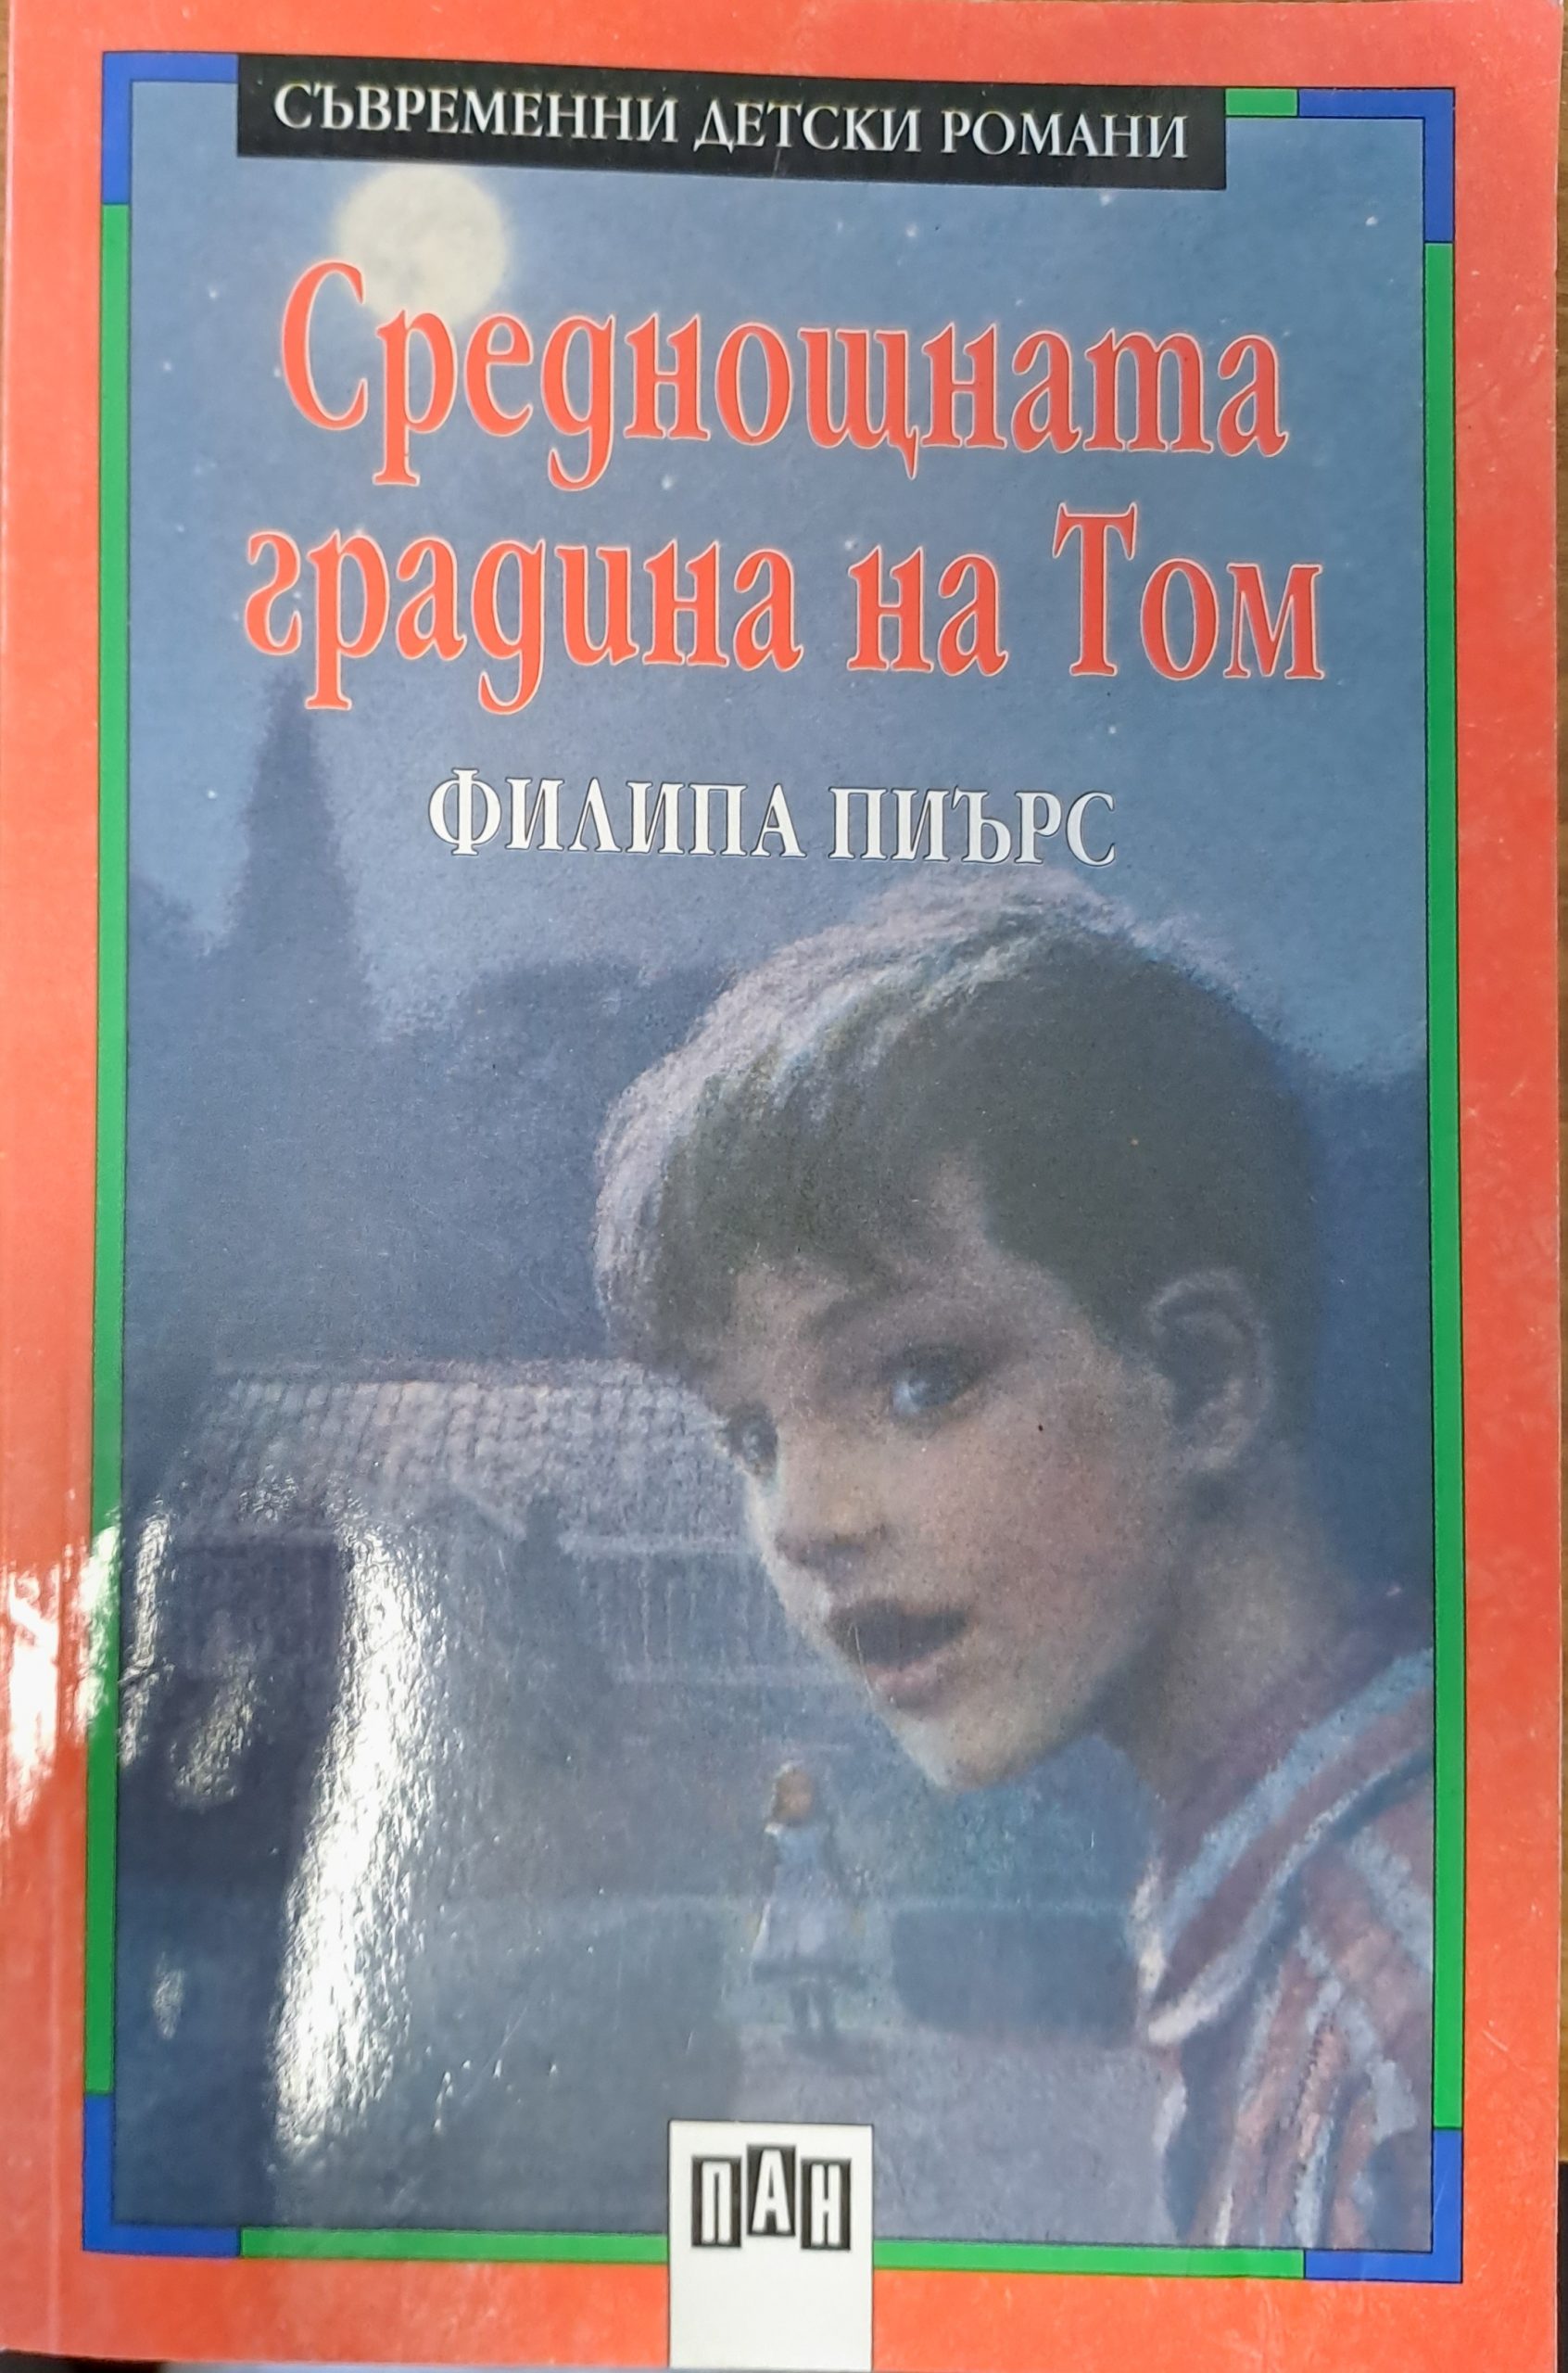 СЪВРЕМЕННИ ДЕТСКИ РОМАНИ
Среднощната
градина на Том
ФИЛИПА ПИЪРС
ПАН